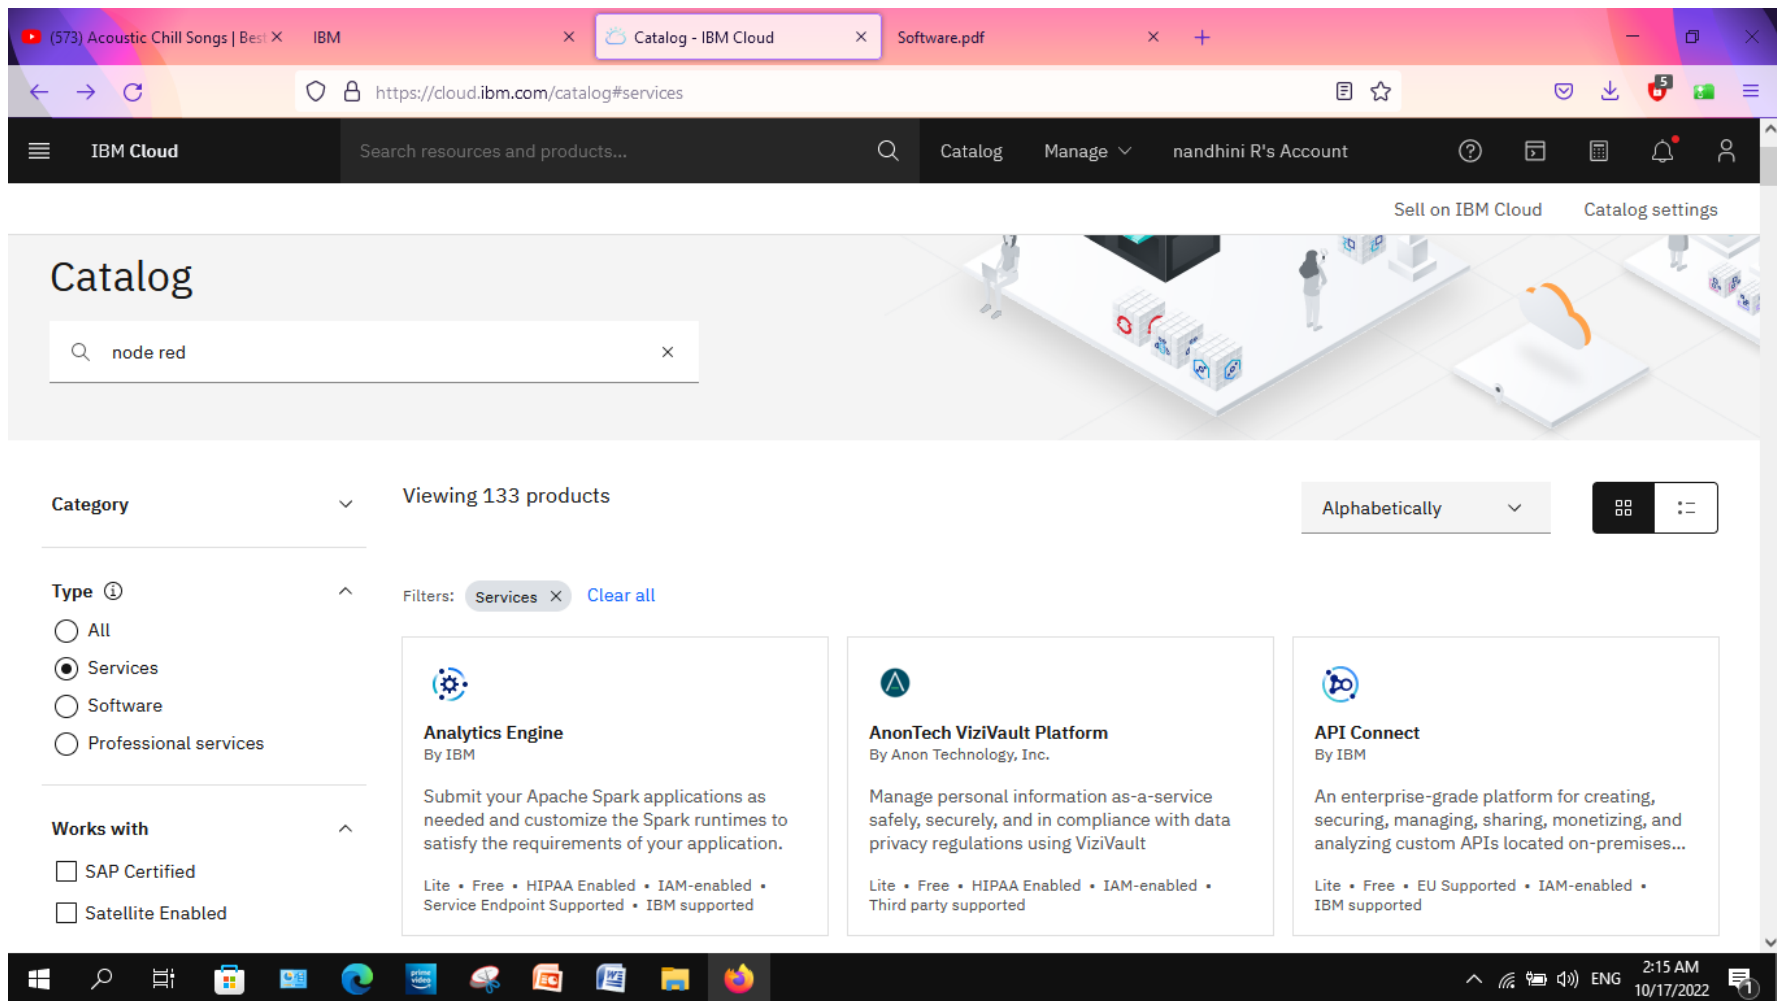 (573) Acoustic Chill Songs | Best
IBM
Catalog - IBM Cloud
Software.pdf
https://cloud.ibm.com/catalog#services
5
IBM Cloud
Search resources and products...
Catalog
Manage
nandhini R's Account
Sell on IBM Cloud
Catalog settings
Catalog
node red
Category
Viewing 133 products
Alphabetically
Type
Filters: Services Clear all
All
Services
Software
Professional services
Works with
SAP Certified
Satellite Enabled
Analytics Engine
By IBM
Submit your Apache Spark applications as
needed and customize the Spark runtimes to
satisfy the requirements of your application.
Lite • Free • HIPAA Enabled • IAM-enabled •
Service Endpoint Supported • IBM supported
AnonTech ViziVault Platform
By Anon Technology, Inc.
Manage personal information as-a-service
safely, securely, and in compliance with data
privacy regulations using ViziVault
Lite • Free • HIPAA Enabled • IAM-enabled •
Third party supported
API Connect
By IBM
An enterprise-grade platform for creating,
securing, managing, sharing, monetizing, and
analyzing custom APIs located on-premises...
Lite • Free • EU Supported • IAM-enabled •
IBM supported
prime
video
ENG
2:15 AM
10/17/2022
1